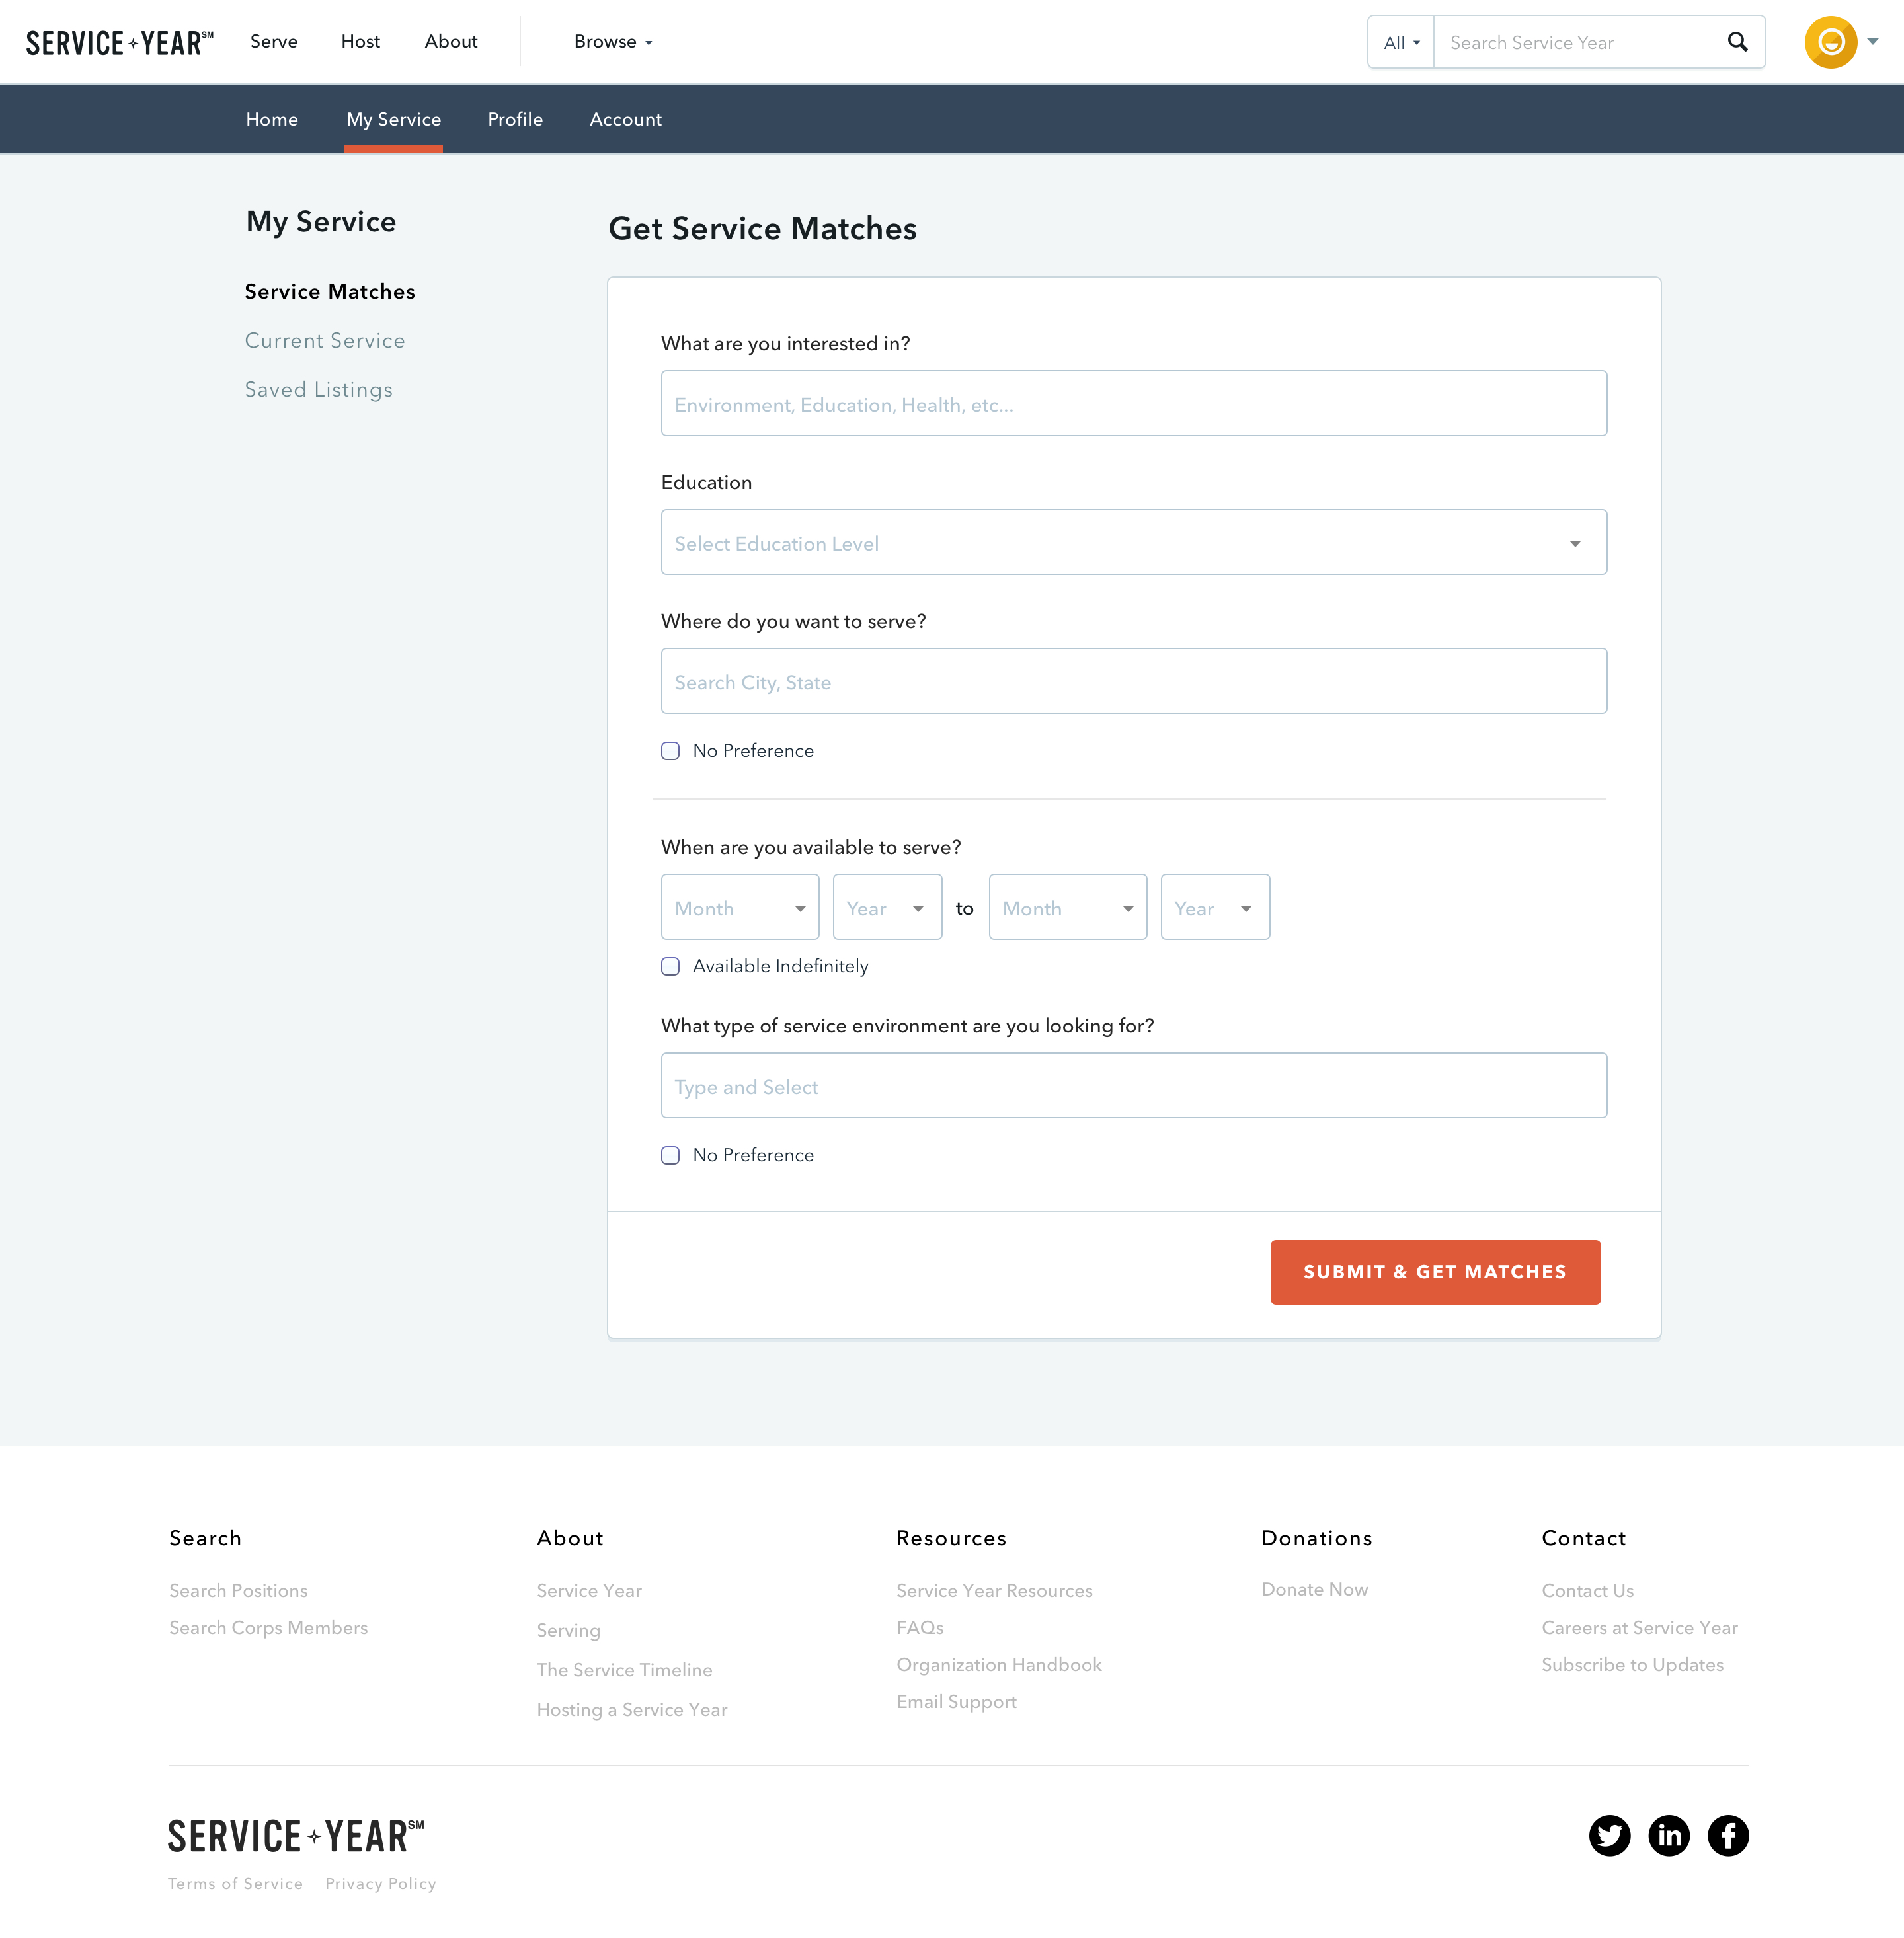 SERVICE YEAR SM Serve Host About Browse All Search Service Year
Home My Service Profile Account
My Service
Service Matches
Current Service
Saved Listings
Get Service Matches
What are you interested in?
Environment, Education, Health, etc...
Education
Select Education Level
Where do you want to serve?
Search City, State
No Preference
When are you available to serve?
Month Year to Month Year
Available Indefinitely
What type of service environment are you looking for?
Type and Select
No Preference
SUBMIT & GET MATCHES
Search
Search Positions
Search Corps Members
About
Service Year
Serving
The Service Timeline
Hosting a Service Year
Resources
Service Year Resources
FAQs
Organization Handbook
Email Support
Donations
Donate Now
Contact
Contact Us
Careers at Service Year
Subscribe to Updates
SERVICE YEAR SM
in f
Terms of Service Privacy Policy